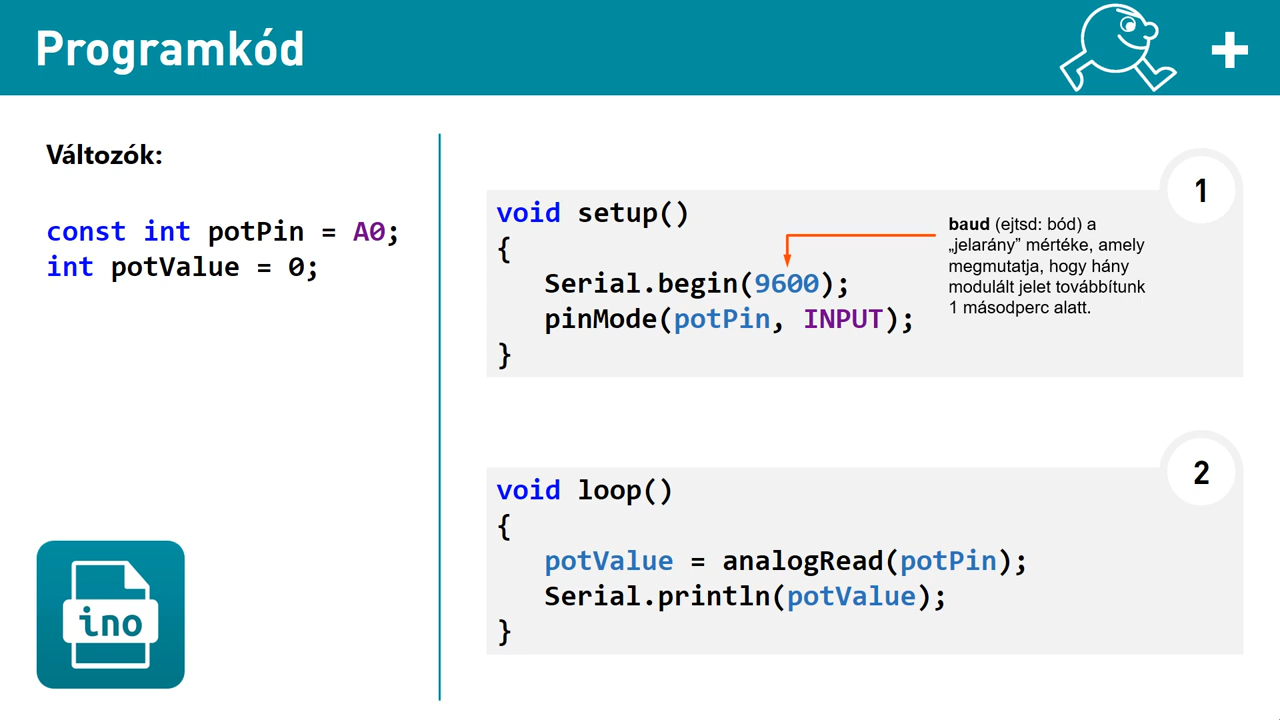 Programkód
+
Változók:
const int potPin = A0;
int potValue = 0;
ino
1
void setup()
{
Serial.begin(9600);
pinMode(potPin, INPUT);
}
baud (ejtsd: bód) a
„jelarány” mértéke, amely
megmutatja, hogy hány
modulált jelet továbbítunk
1 másodperc alatt.
2
void loop()
{
potValue = analogRead(potPin);
Serial.println(potValue);
}